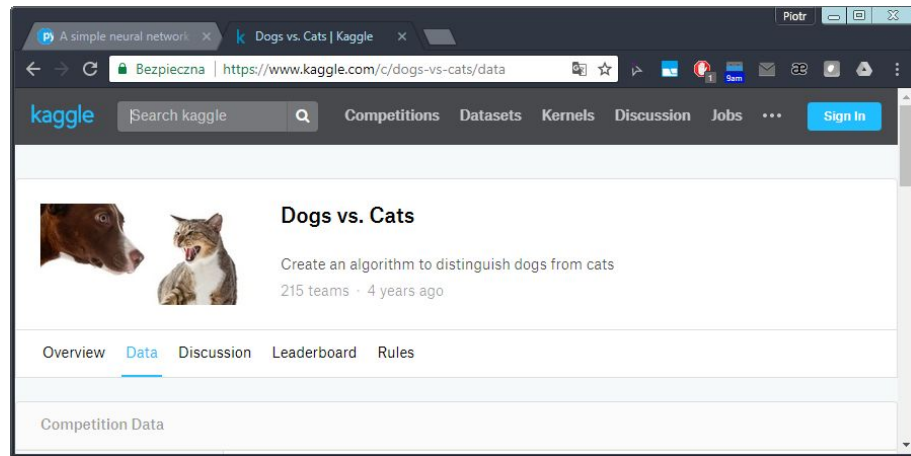 Piotr
A simple neural network
Dogs vs. Cats | Kaggle
Bezpieczna | https://www.kaggle.com/c/dogs-vs-cats/data
1
9am
æ
kaggle
Search kaggle
Competitions Datasets Kernels Discussion Jobs ••• Sign In
Dogs vs. Cats
Create an algorithm to distinguish dogs from cats
215 teams · 4 years ago
Overview Data Discussion Leaderboard Rules
Competition Data